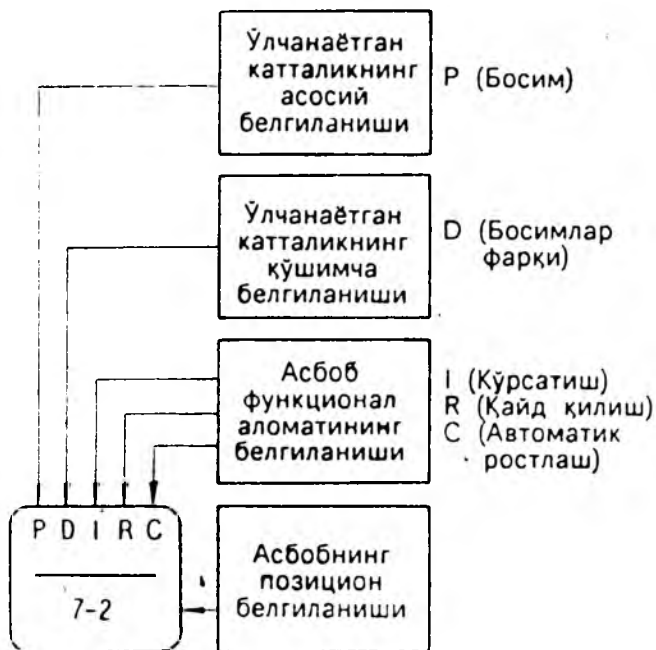 Ўлчанаётган
катталикнинг
асосий
белгиланиши
P (Босим)
Ўлчанаётган
катталикнинг
қўшимча
белгиланиши
D (Босимлар
фарқи)
Асбоб
функционал
аломатининг
белгиланиши
I (Кўрсатиш)
R (Қайд қилиш)
C (Автоматик
ростлаш)
P D I R C
7-2
Асбобнинг
позицион
белгиланиши